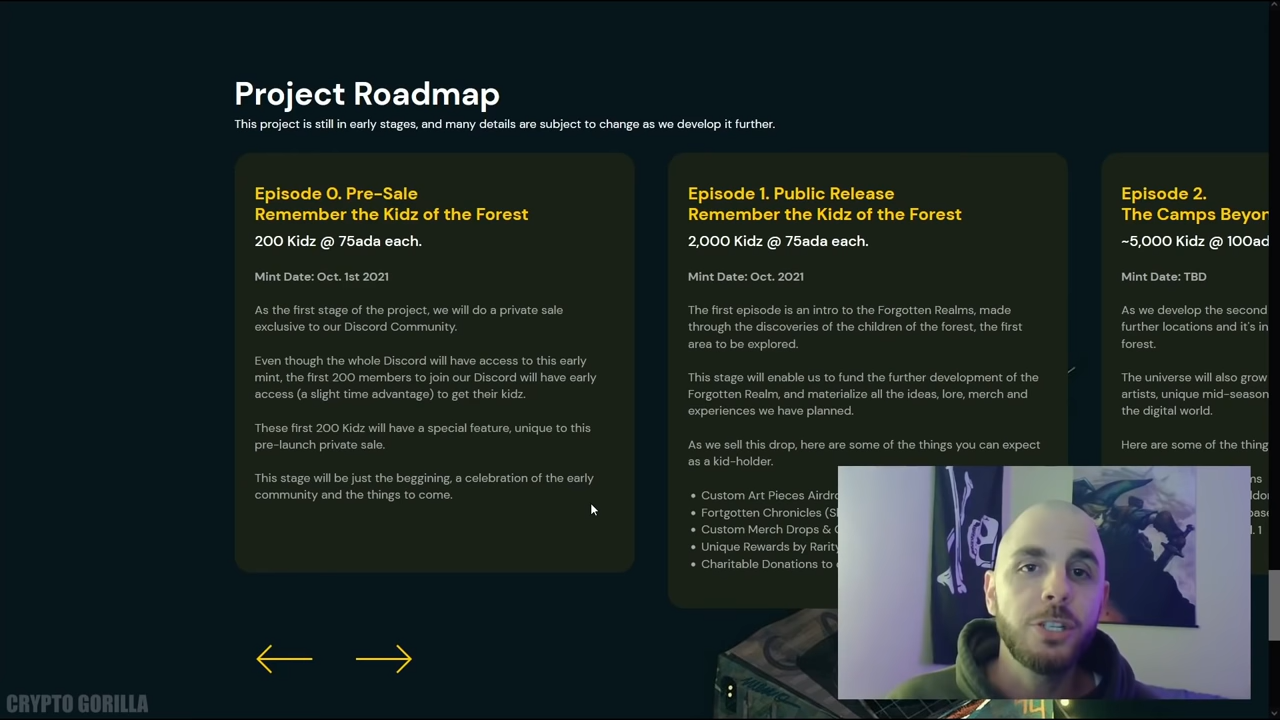 Project Roadmap
This project is still in early stages, and many details are subject to change as we develop it further.
Episode 0. Pre-Sale
Remember the Kidz of the Forest
200 Kidz @ 75ada each.
Mint Date: Oct. 1st 2021
As the first stage of the project, we will do a private sale
exclusive to our Discord Community.
Even though the whole Discord will have access to this early
mint, the first 200 members to join our Discord will have early
access (a slight time advantage) to get their kidz.
These first 200 Kidz will have a special feature, unique to this
pre-launch private sale.
This stage will be just the beggining, a celebration of the early
community and the things to come.
Episode 1. Public Release
Remember the Kidz of the Forest
2,000 Kidz @ 75ada each.
Mint Date: Oct. 2021
The first episode is an intro to the Forgotten Realms, made
through the discoveries of the children of the forest, the first
area to be explored.
This stage will enable us to fund the further development of the
Forgotten Realm, and materialize all the ideas, lore, merch and
experiences we have planned.
As we sell this drop, here are some of the things you can expect
as a kid-holder.
• Custom Art Pieces
• Fortgotten Chronicles
• Custom Merch Drops &
• Unique Rewards by Rarity
• Charitable Donations to
Episode 2.
The Camps
~5,000 Kidz @ 100ad
Mint Date: TBD
As we develop the second
further locations and it's in
forest.
The universe will also grow
artists, unique mid-season
the digital world.
Here are some of the thing
CRYPTO GORILLA